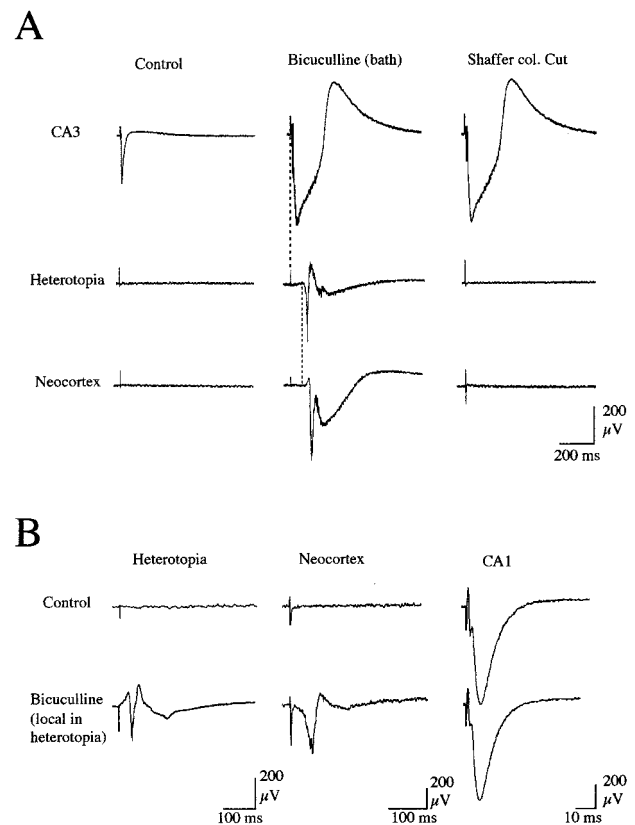 A
Control
Bicuculline (bath)
Shaffer col. Cut
CA3
Heterotopia
Neocortex
200
µV
200 ms
B
Heterotopia
Neocortex
CA1
Control
Bicuculline
(local in
heterotopia)
200
µV
100 ms
200
µV
100 ms
200
µV
10 ms